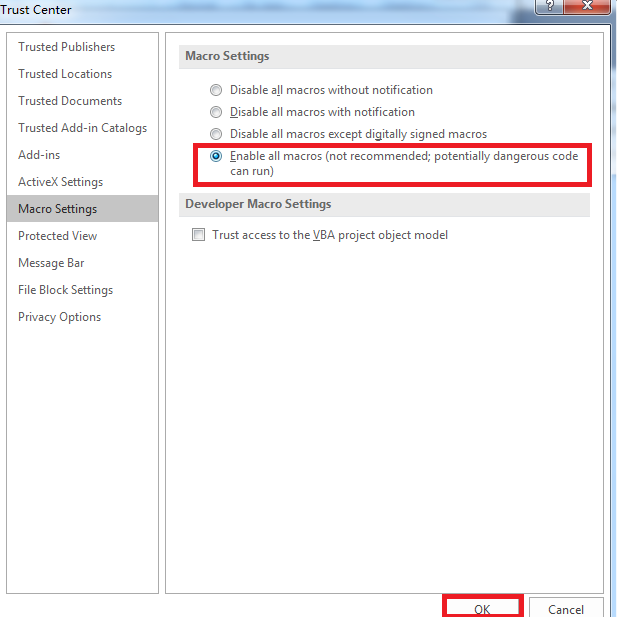 Trust Center
?
Trusted Publishers
Trusted Locations
Trusted Documents
Trusted Add-in Catalogs
Add-ins
ActiveX Settings
Macro Settings
Protected View
Message Bar
File Block Settings
Privacy Options
Macro Settings
Disable all macros without notification
Disable all macros with notification
Disable all macros except digitally signed macros
Enable all macros (not recommended; potentially dangerous code
can run)
Developer Macro Settings
Trust access to the VBA project object model
OK
Cancel